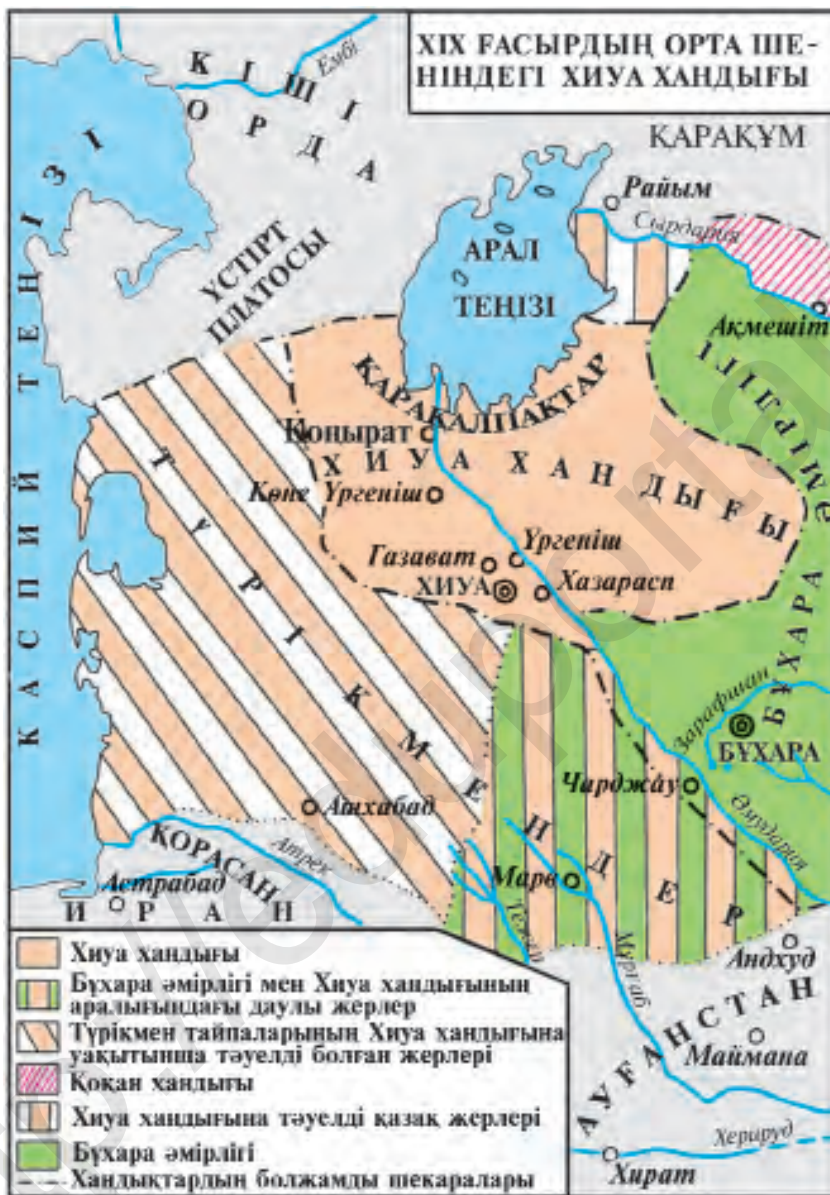 XIX ҒАСЫРДЫҢ ОРТА ШЕ-
НІНДЕГІ ХИУА ХАНДЫҒЫ
КІШІ
ОРДА
Ембі
ҚАРАҚҰМ
Райым
Сырдария
АРАЛ
ТЕҢІЗІ
ҮСТІРТ
ПЛАТОСЫ
Ақмешіт
КАСПИЙ ТЕҢІЗІ
ҚАРАҚАЛПАҚТАР
Қоңырат
ХИУА ХАНДЫҒЫ
Көне Үргеніш
Үргеніш
Газават
ХИУА
Хазарасп
БҰХАРА ӘМІРЛІГІ
ТҮРІКМЕНДЕР
Зарафшан
БҰХАРА
Чарджау
Әмудария
Ашхабад
ҚОРАСАН
Атрек
Астрабад
ИРАН
Марв
Теджен
Мұрғаб
Андхуд
АУҒАНСТАН
Маймана
Херируд
Хират
Хиуа хандығы
Бұхара әмірлігі мен Хиуа хандығының
аралығындағы даулы жерлер
Түрікмен тайпаларының Хиуа хандығына
уақытынша тәуелді болған жерлері
Қоқан хандығы
Хиуа хандығына тәуелді қазақ жерлері
Бұхара әмірлігі
Хандықтардың болжамды шекаралары